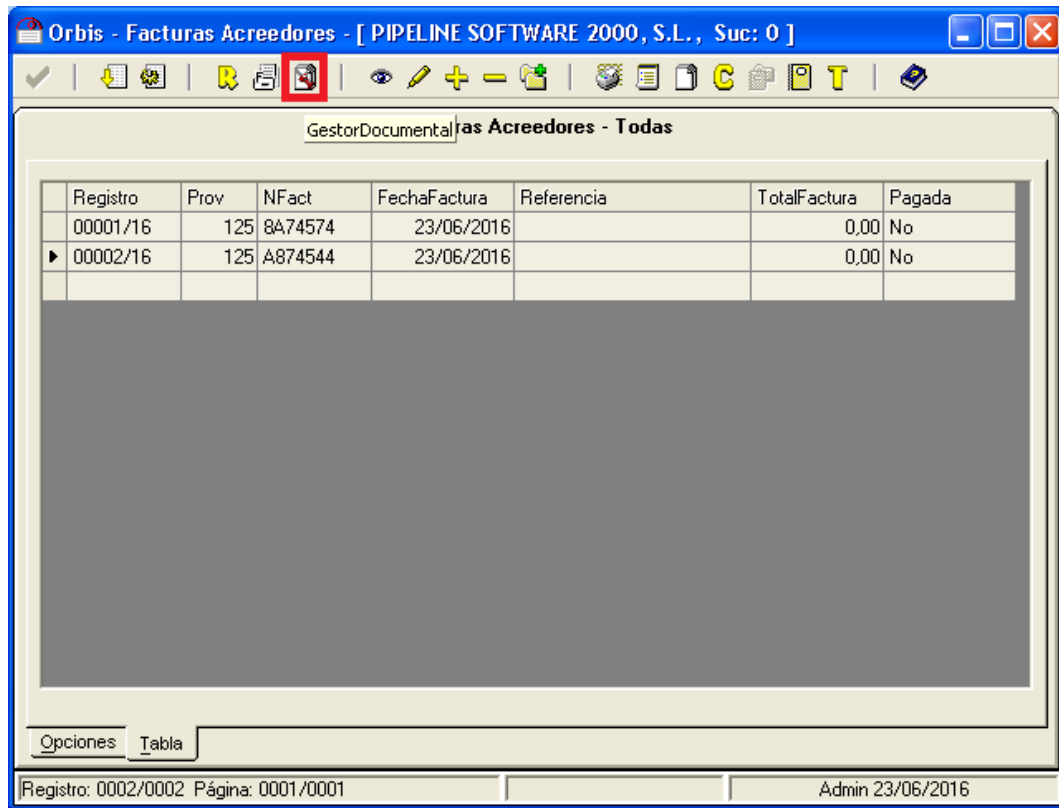 Orbis - Facturas Acreedores - [ PIPELINE SOFTWARE 2000, S.L., Suc: 0 ]
R C T
GestorDocumental ras Acreedores - Todas
Registro Prov NFact FechaFactura Referencia TotalFactura Pagada
00001/16 125 8A74574 23/06/2016 0,00 No
00002/16 125 A874544 23/06/2016 0,00 No
Opciones Tabla
Registro: 0002/0002 Página: 0001/0001 Admin 23/06/2016